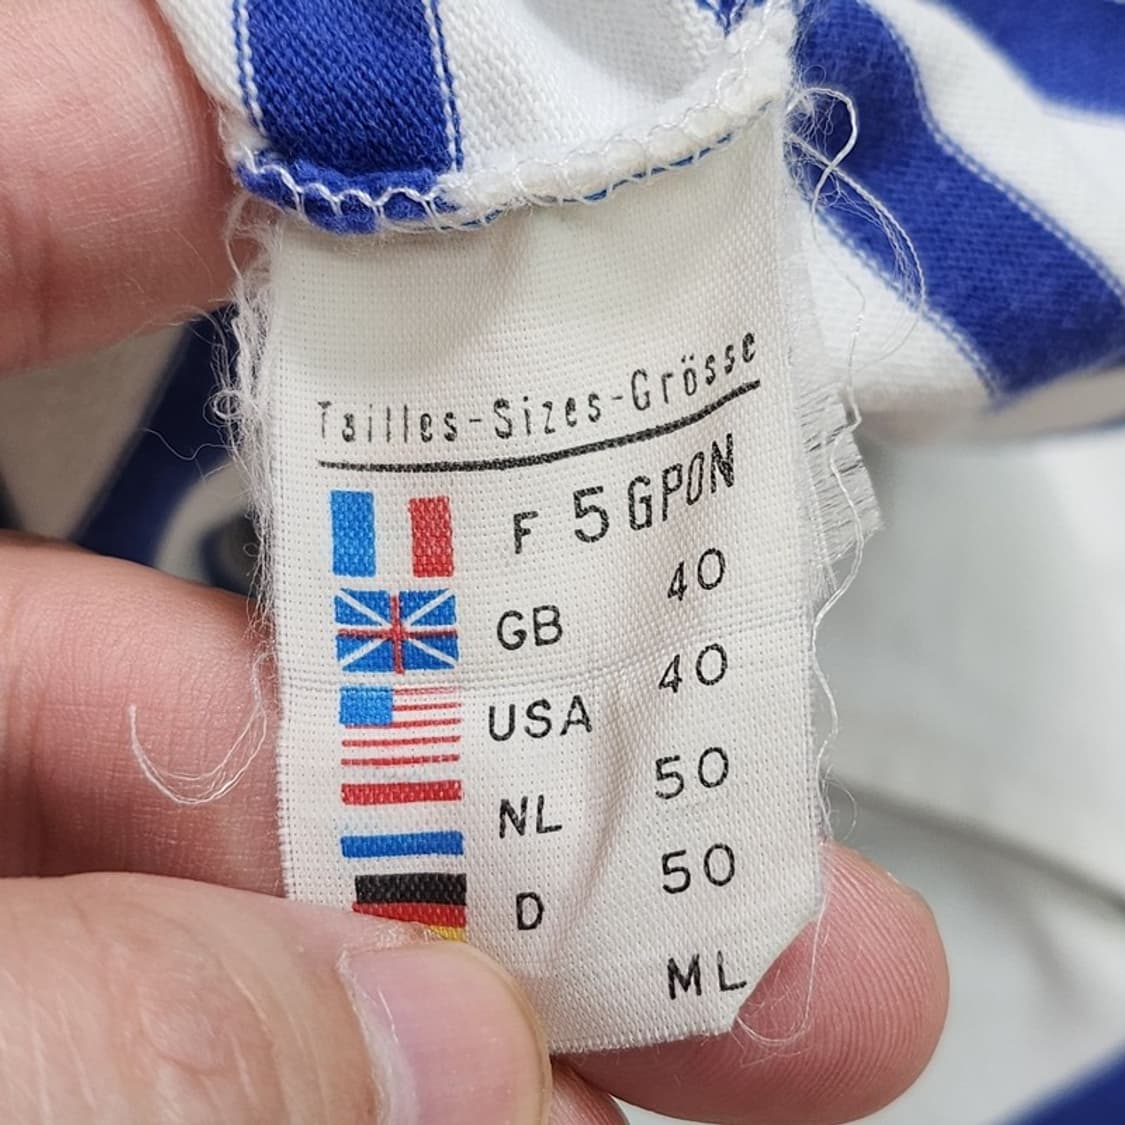 Tailles-Sizes-Grösse
F 5 GPON
GB 40
USA 40
NL 50
D 50
ML